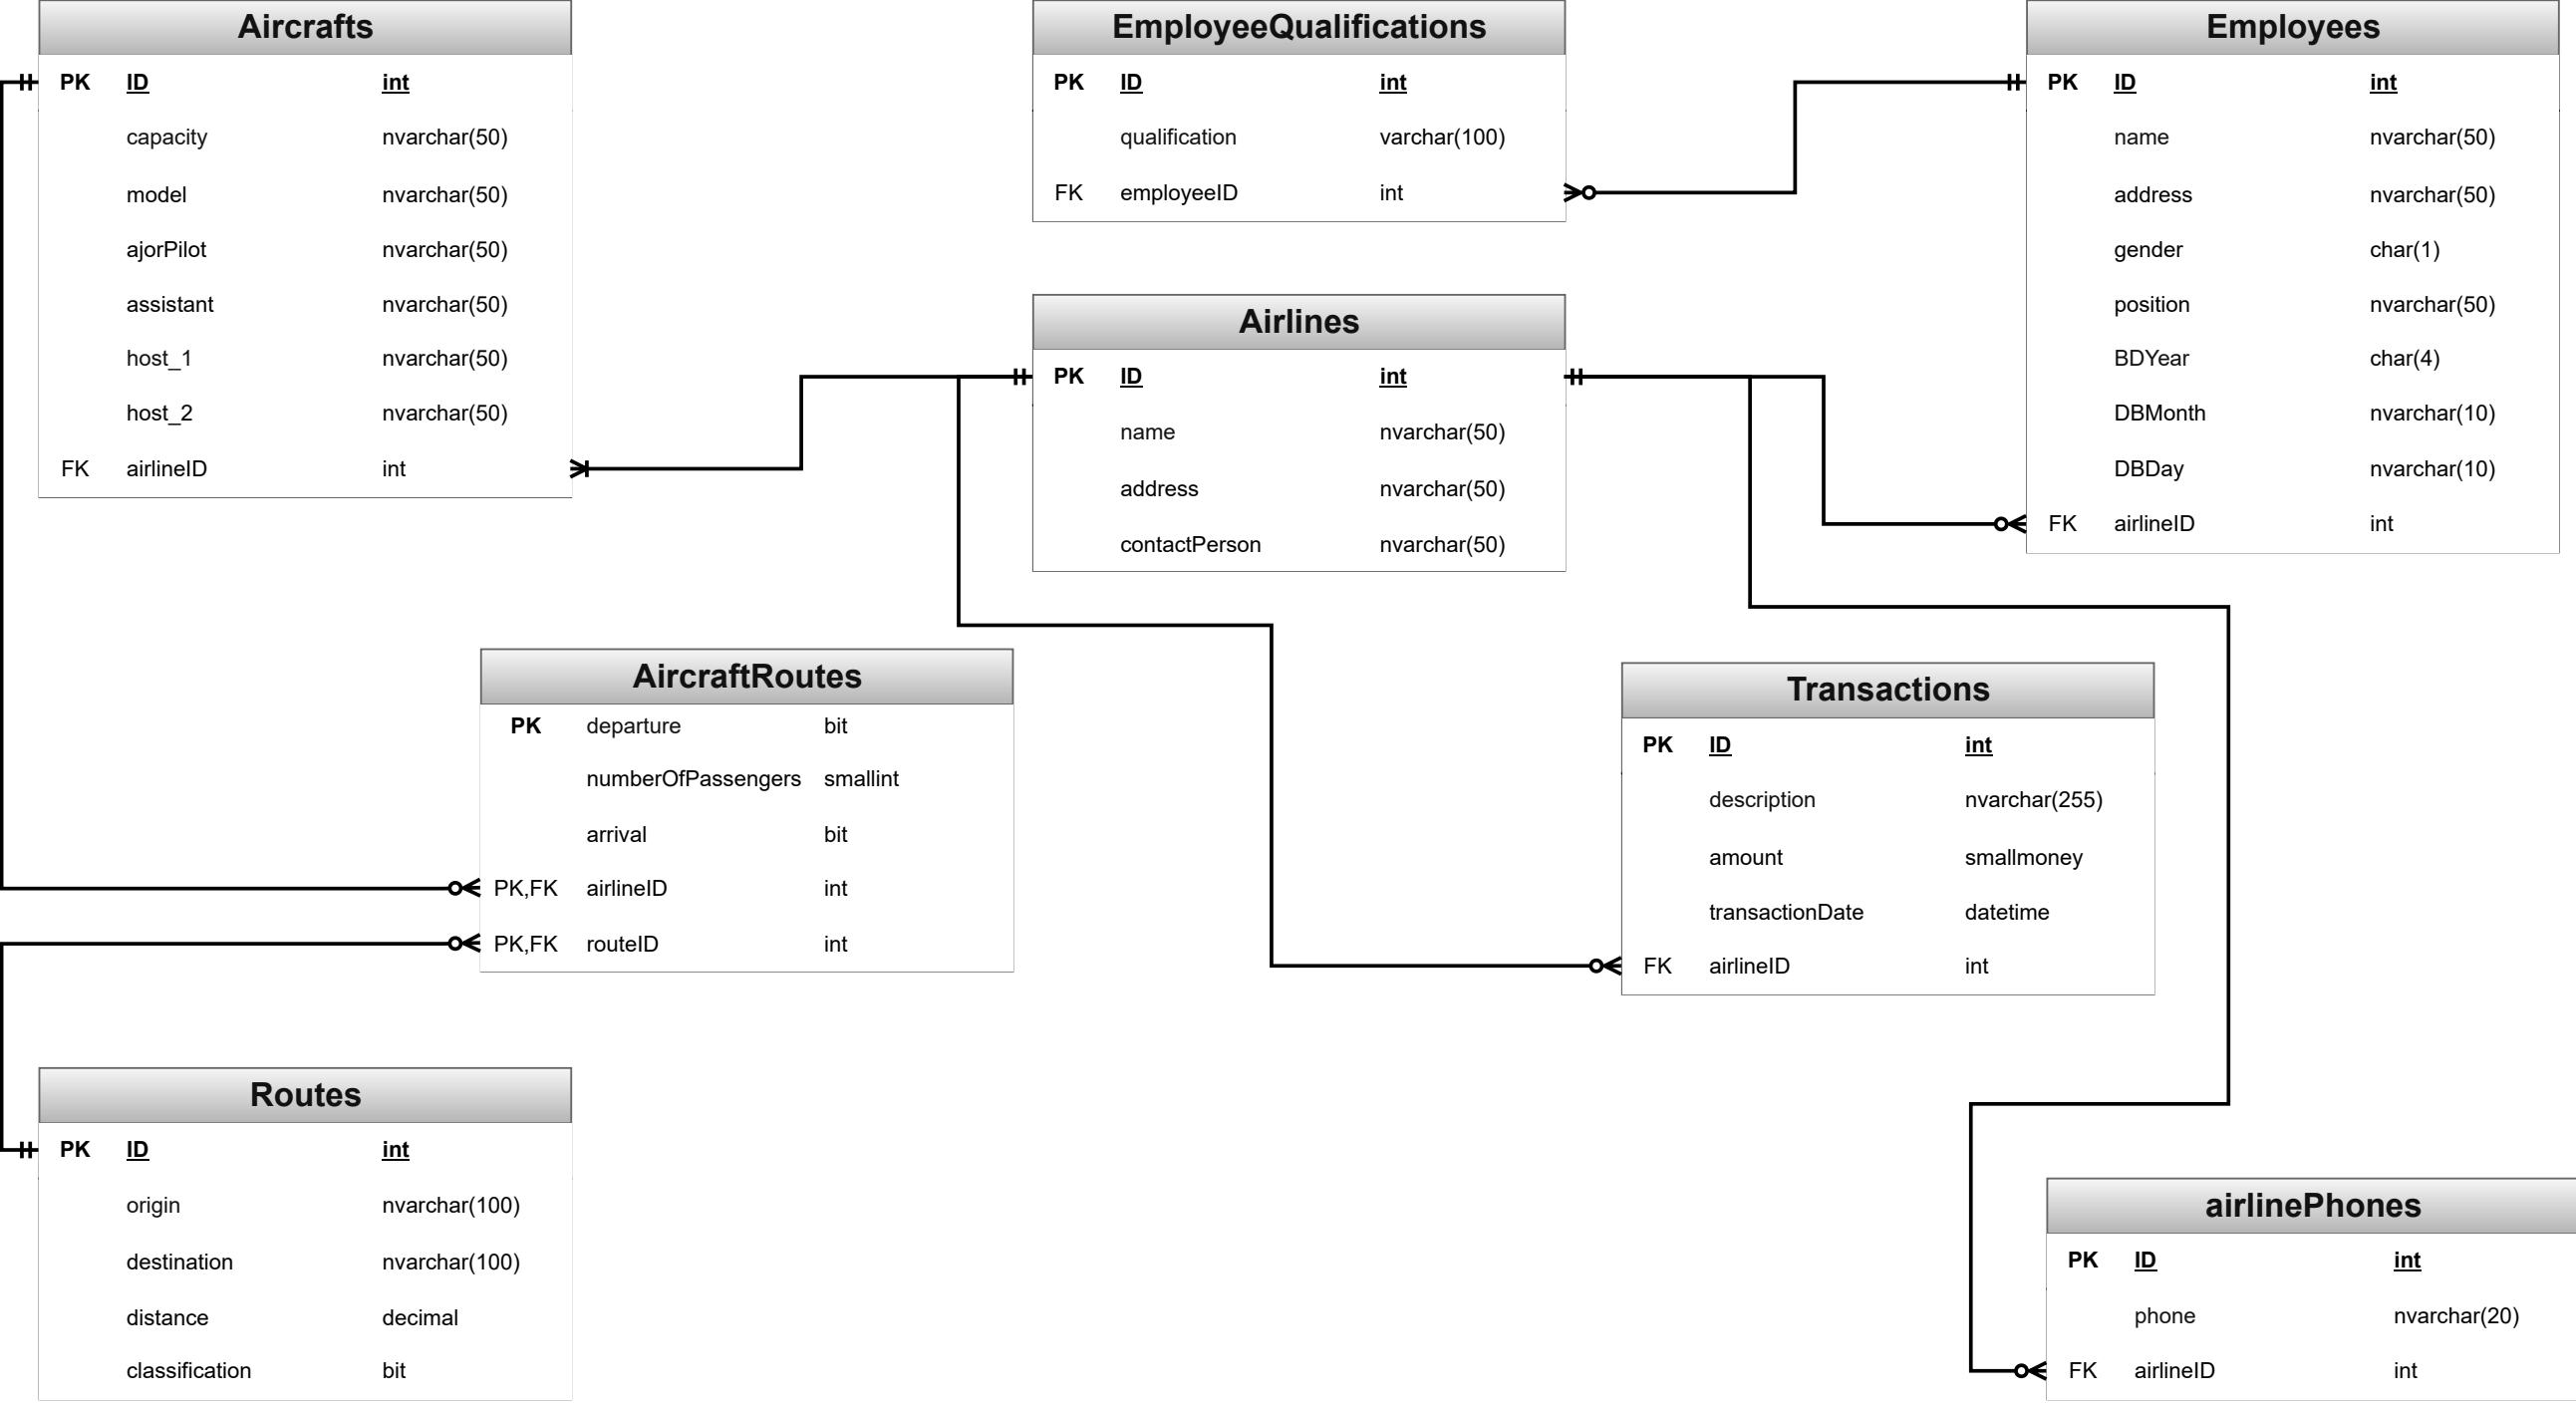 Aircrafts
PK ID int
capacity nvarchar(50)
model nvarchar(50)
ajorPilot nvarchar(50)
assistant nvarchar(50)
host_1 nvarchar(50)
host_2 nvarchar(50)
FK airlineID int
EmployeeQualifications
PK ID int
qualification varchar(100)
FK employeeID int
Employees
PK ID int
name nvarchar(50)
address nvarchar(50)
gender char(1)
position nvarchar(50)
BDYear char(4)
DBMonth nvarchar(10)
DBDay nvarchar(10)
FK airlineID int
Airlines
PK ID int
name nvarchar(50)
address nvarchar(50)
contactPerson nvarchar(50)
AircraftRoutes
PK departure bit
numberOfPassengers smallint
arrival bit
PK,FK airlineID int
PK,FK routeID int
Transactions
PK ID int
description nvarchar(255)
amount smallmoney
transactionDate datetime
FK airlineID int
Routes
PK ID int
origin nvarchar(100)
destination nvarchar(100)
distance decimal
classification bit
airlinePhones
PK ID int
phone nvarchar(20)
FK airlineID int